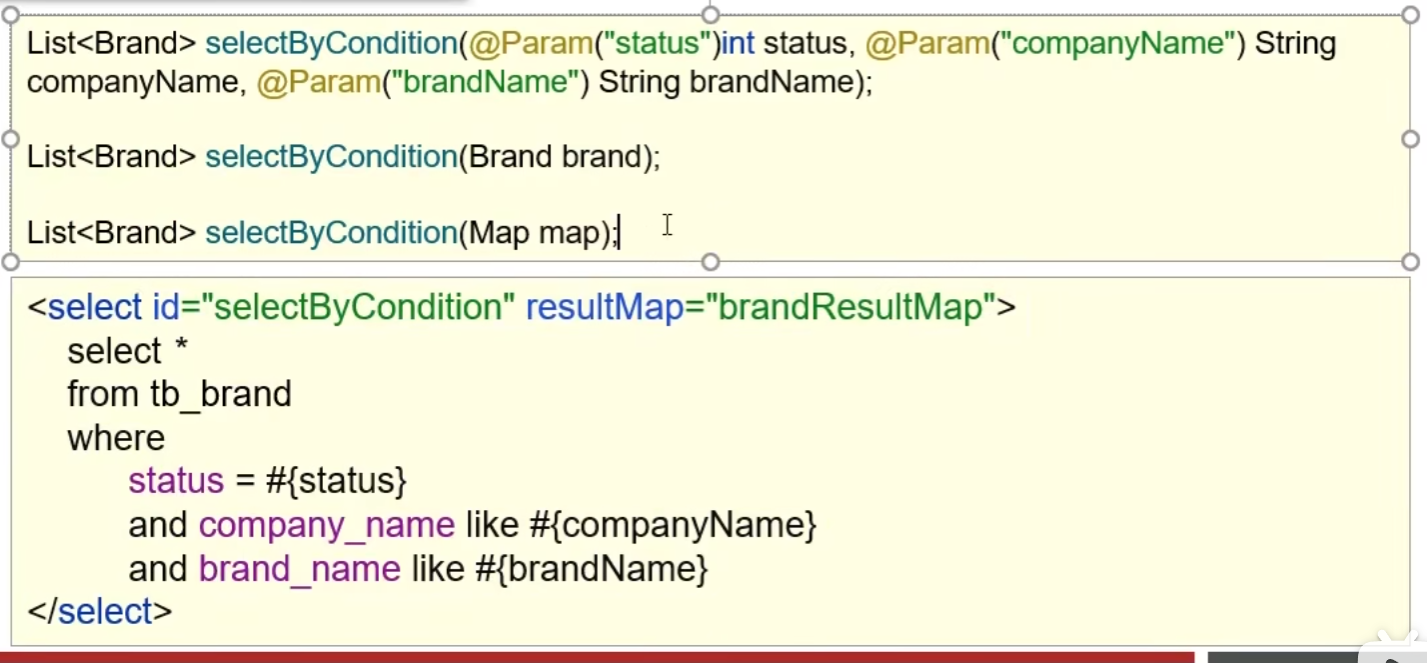 List<Brand> selectByCondition(@Param("status")int status, @Param("companyName") String
companyName, @Param("brandName") String brandName);
List<Brand> selectByCondition(Brand brand);
List<Brand> selectByCondition(Map map);
<select id="selectByCondition" resultMap="brandResultMap">
select *
from tb_brand
where
status = #{status}
and company_name like #{companyName}
and brand_name like #{brandName}
</select>